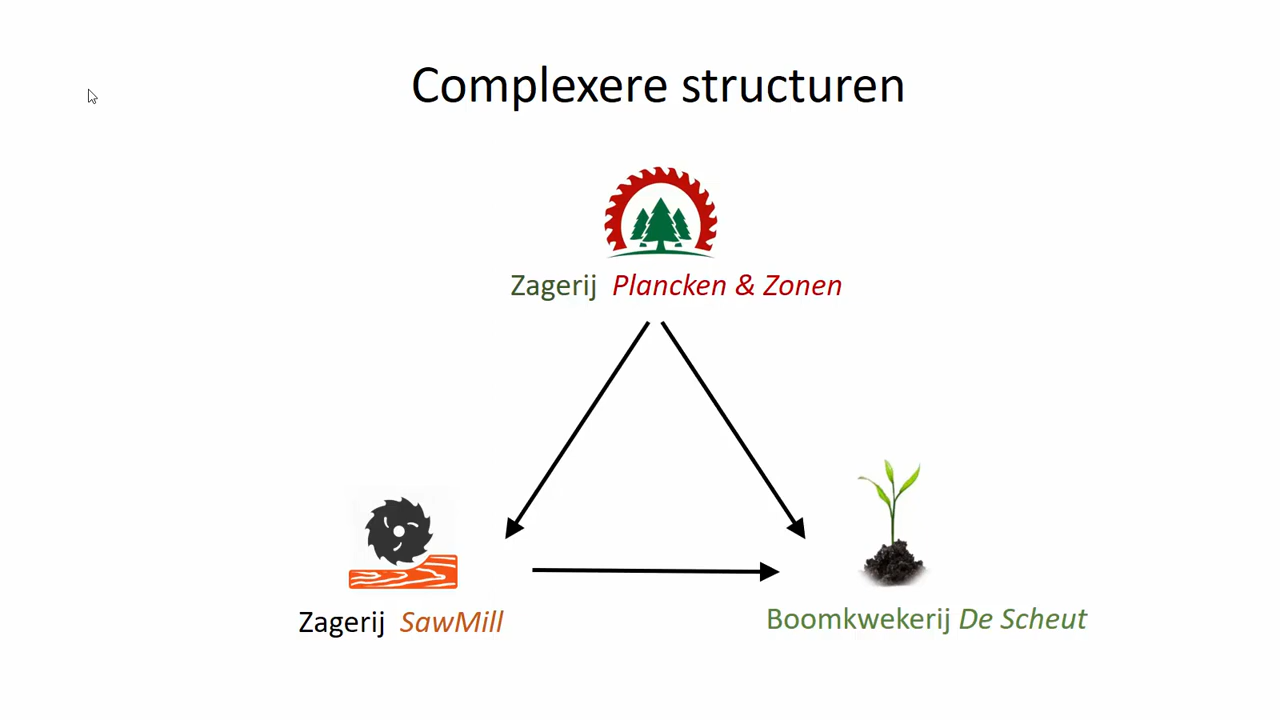 Complexere structuren
Zagerij Plancken & Zonen
Zagerij SawMill
Boomkwekerij De Scheut